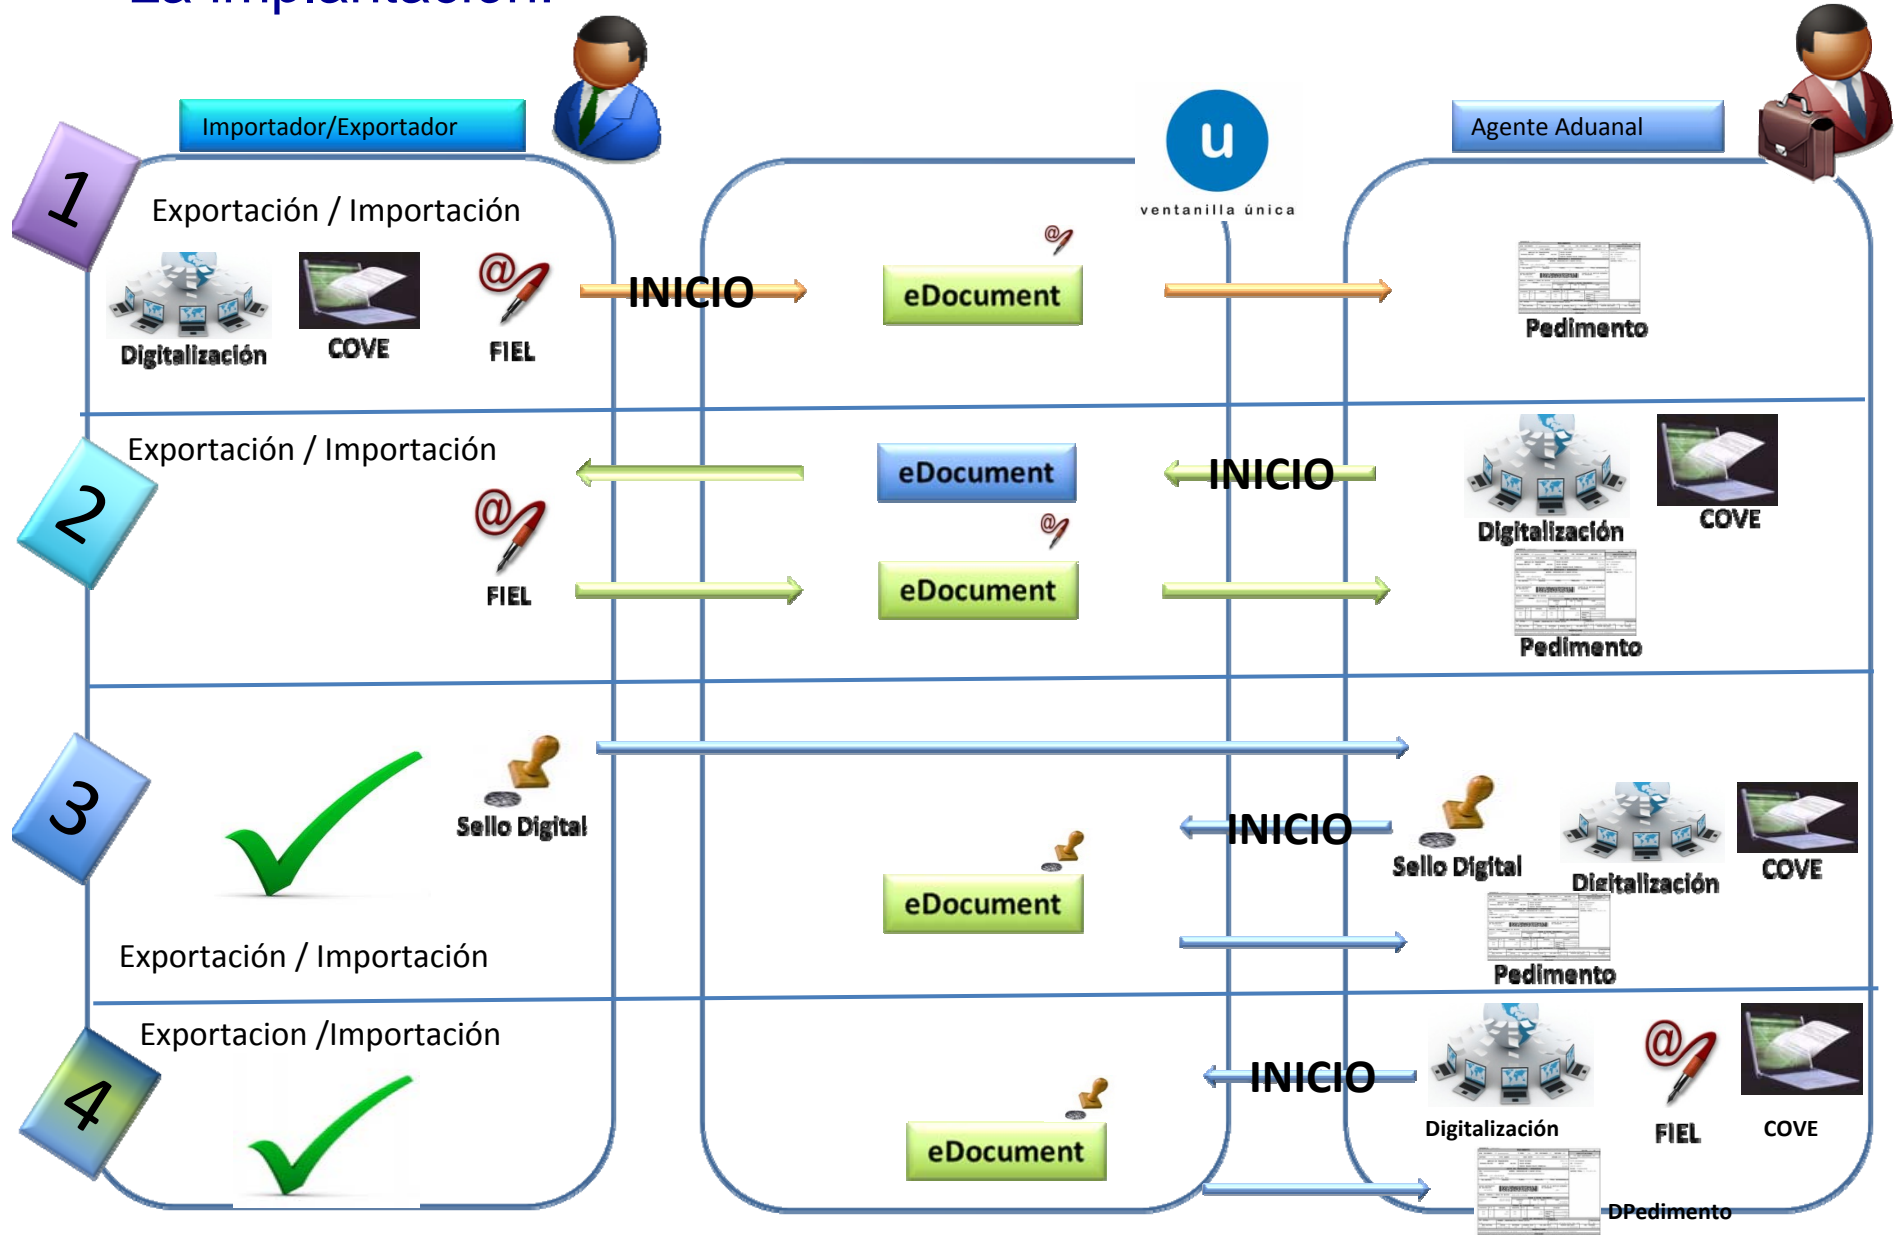 La implantación:
Importador/Exportador
u
ventanilla única
Agente Aduanal
1
Exportación / Importación
Digitalización
COVE
FIEL
INICIO
eDocument
Pedimento
2
Exportación / Importación
FIEL
eDocument
eDocument
INICIO
Digitalización
COVE
Pedimento
3
Sello Digital
Exportación / Importación
eDocument
INICIO
Sello Digital
Digitalización
COVE
Pedimento
4
Exportacion /Importación
eDocument
INICIO
Digitalización
FIEL
COVE
DPedimento